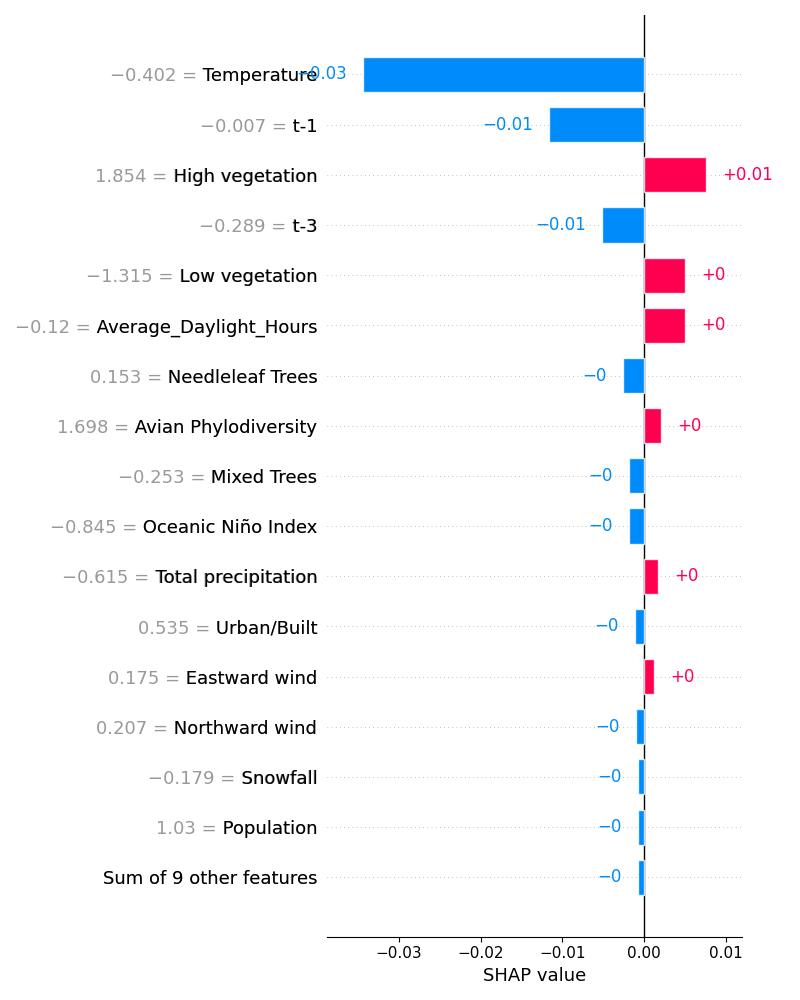 −0.402 = Temperature −0.03
−0.007 = t-1 −0.01
1.854 = High vegetation +0.01
−0.289 = t-3 −0.01
−1.315 = Low vegetation +0
−0.12 = Average_Daylight_Hours +0
0.153 = Needleleaf Trees −0
1.698 = Avian Phylodiversity +0
−0.253 = Mixed Trees −0
−0.845 = Oceanic Niño Index −0
−0.615 = Total precipitation +0
0.535 = Urban/Built −0
0.175 = Eastward wind +0
0.207 = Northward wind −0
−0.179 = Snowfall −0
1.03 = Population −0
Sum of 9 other features −0
−0.03 −0.02 −0.01 0.00 0.01
SHAP value